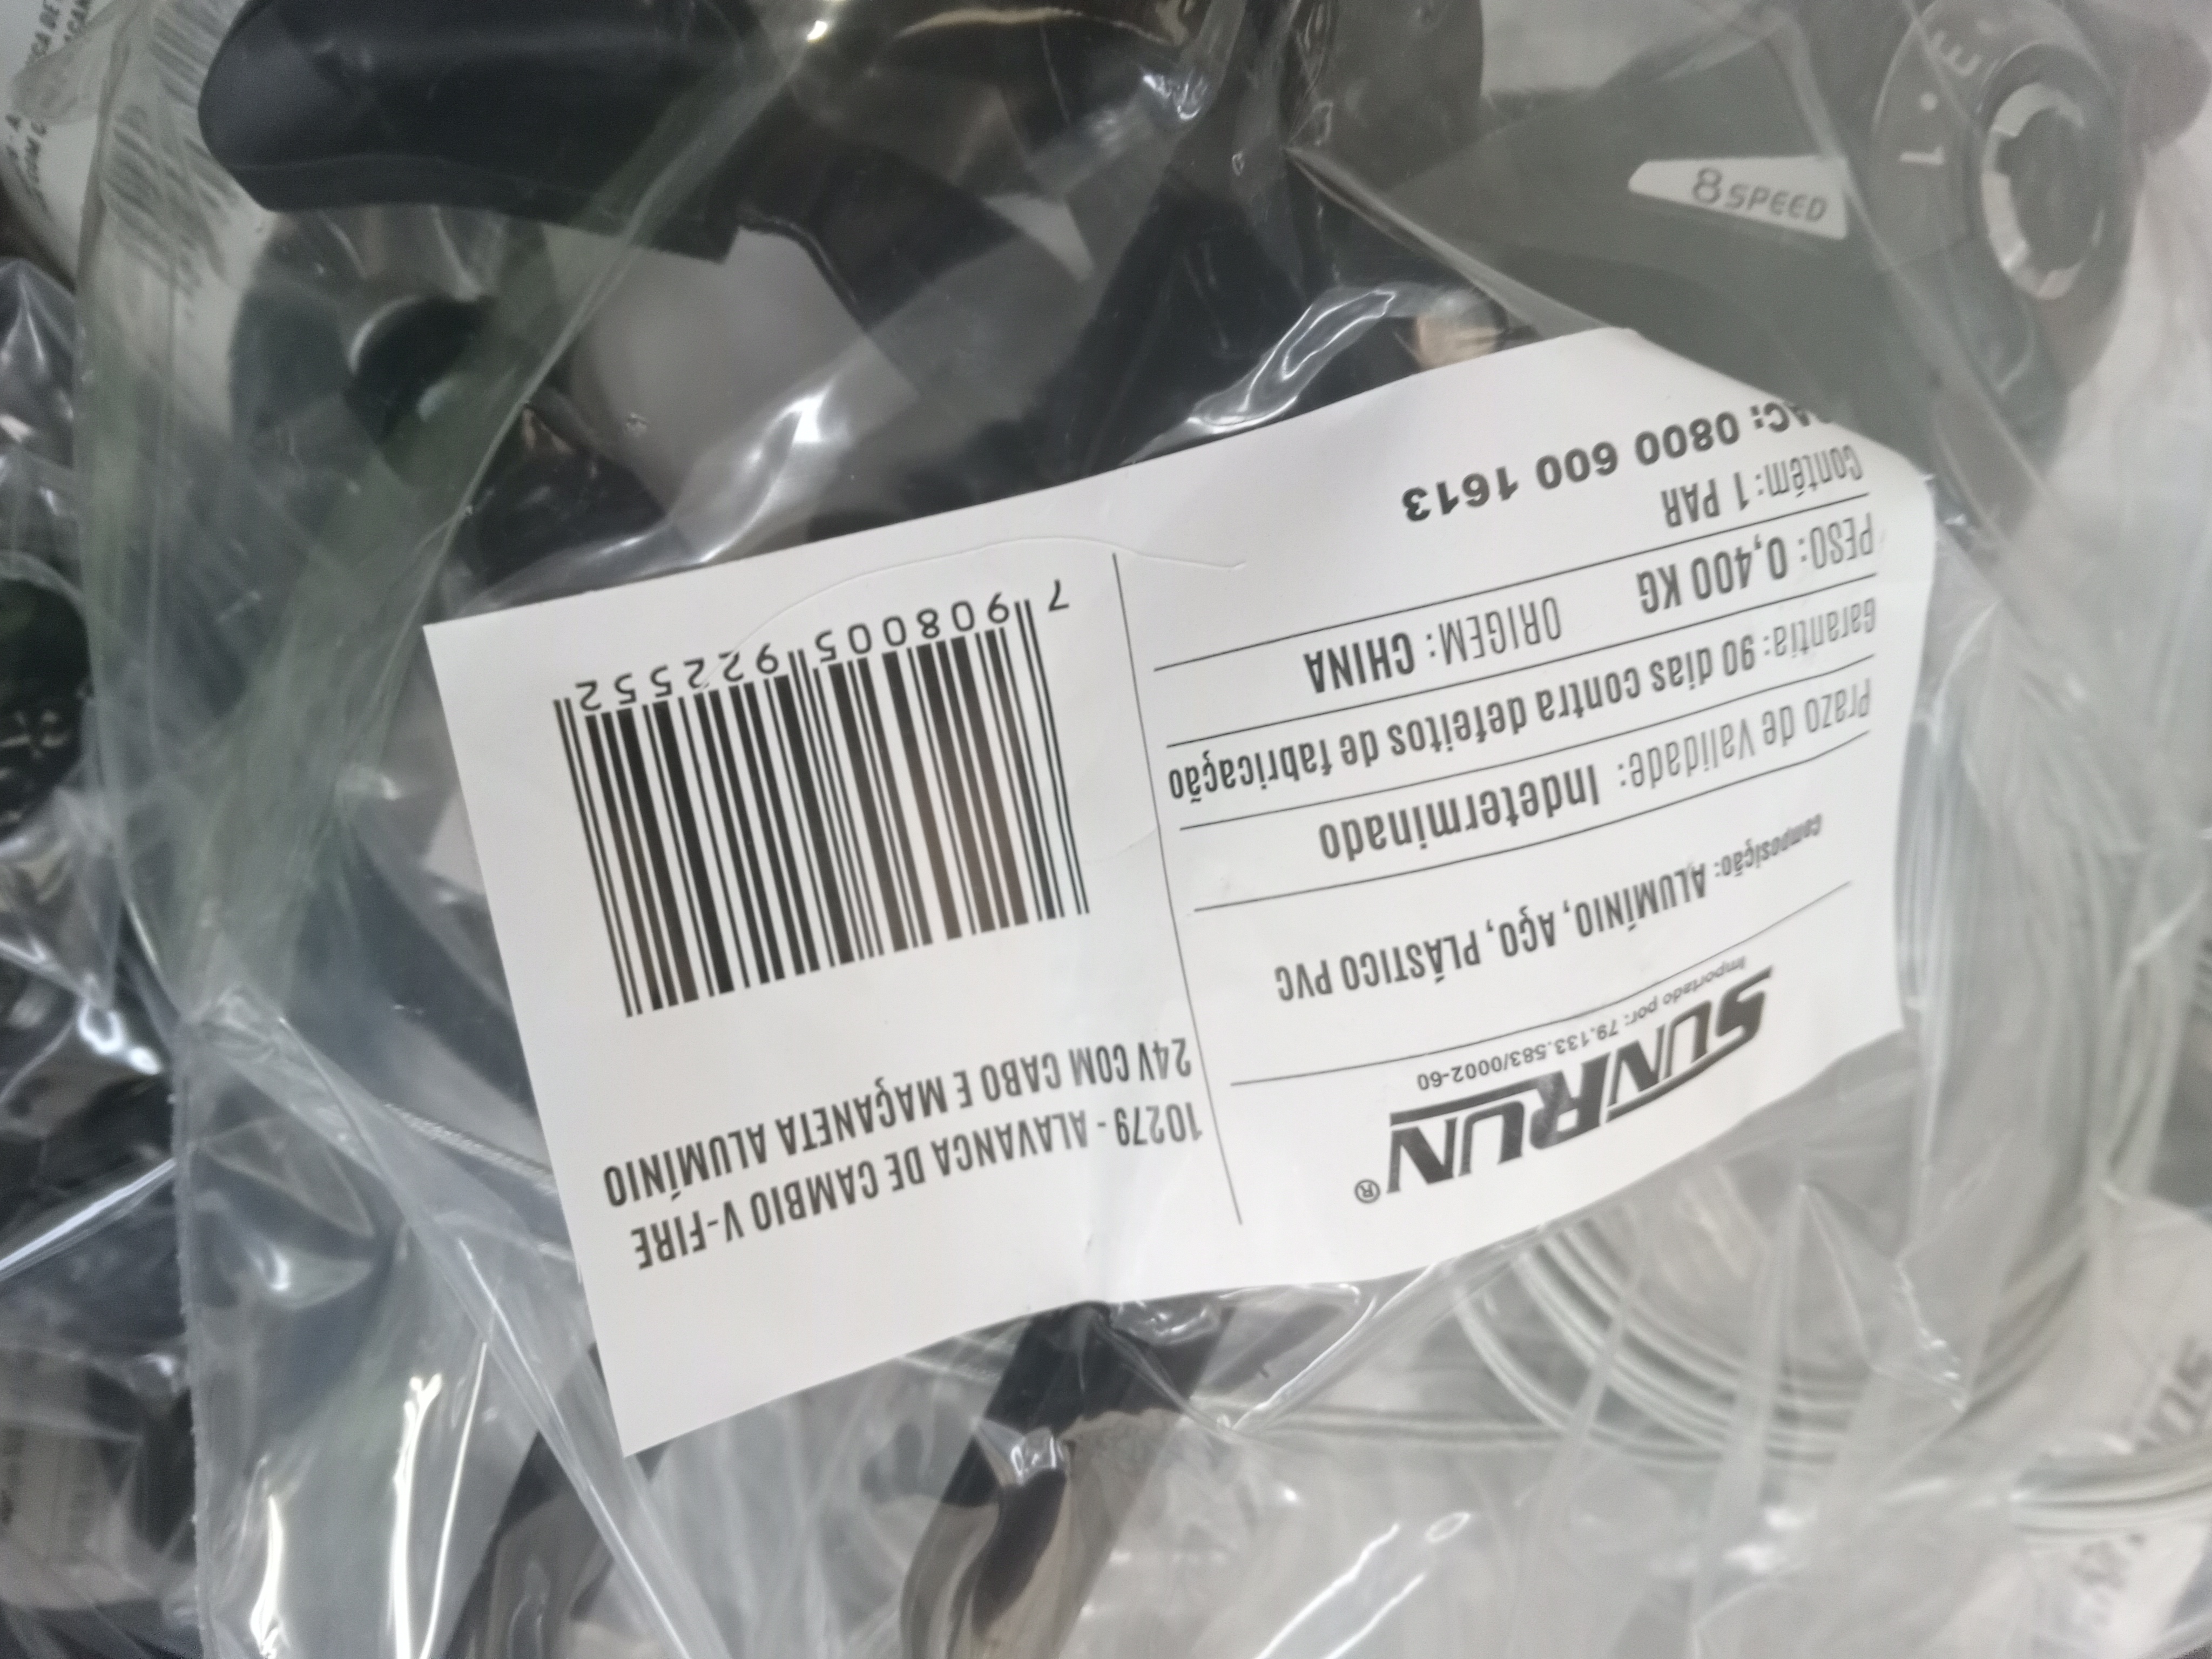 SUNRUN®
Importado por: 79.133.583/0002-60
Composição: ALUMÍNIO, AÇO, PLÁSTICO PVC
Prazo de Validade: Indeterminado
Garantia: 90 dias contra defeitos de fabricação
PESO: 0,400 KG ORIGEM: CHINA
Contém: 1 PAR
SAC: 0800 600 1613
10279 - ALAVANCA DE CAMBIO V-FIRE
24V COM CABO E MAÇANETA ALUMÍNIO
7 908005 922552
8 SPEED